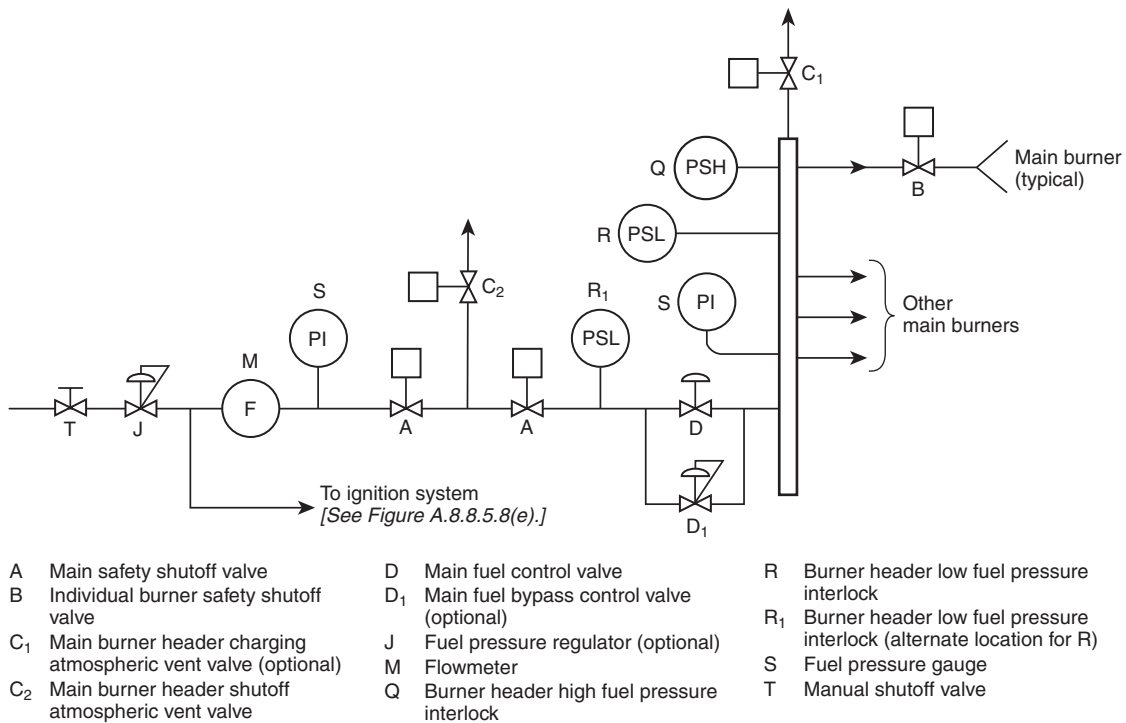 C₁
Q
PSH
Main burner
(typical)
B
R
PSL
C₂
S
PI
R₁
PSL
S
PI
Other
main burners
M
F
T
J
A
A
D
D₁
To ignition system
[See Figure A.8.8.5.8(e).]
A Main safety shutoff valve
B Individual burner safety shutoff
valve
C₁ Main burner header charging
atmospheric vent valve (optional)
C₂ Main burner header shutoff
atmospheric vent valve
D Main fuel control valve
D₁ Main fuel bypass control valve
(optional)
J Fuel pressure regulator (optional)
M Flowmeter
Q Burner header high fuel pressure
interlock
R Burner header low fuel pressure
interlock
R₁ Burner header low fuel pressure
interlock (alternate location for R)
S Fuel pressure gauge
T Manual shutoff valve